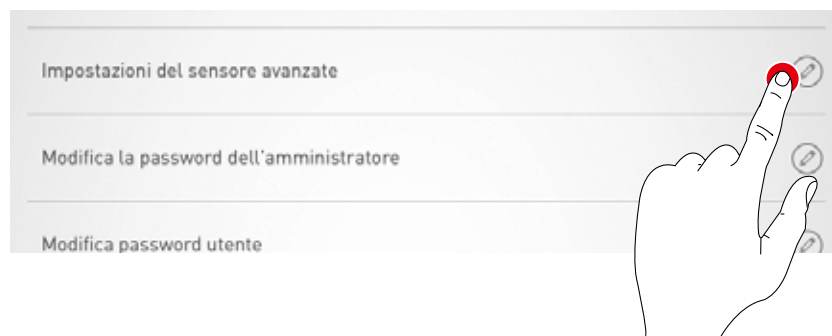 Impostazioni del sensore avanzate
Modifica la password dell'amministratore
Modifica password utente